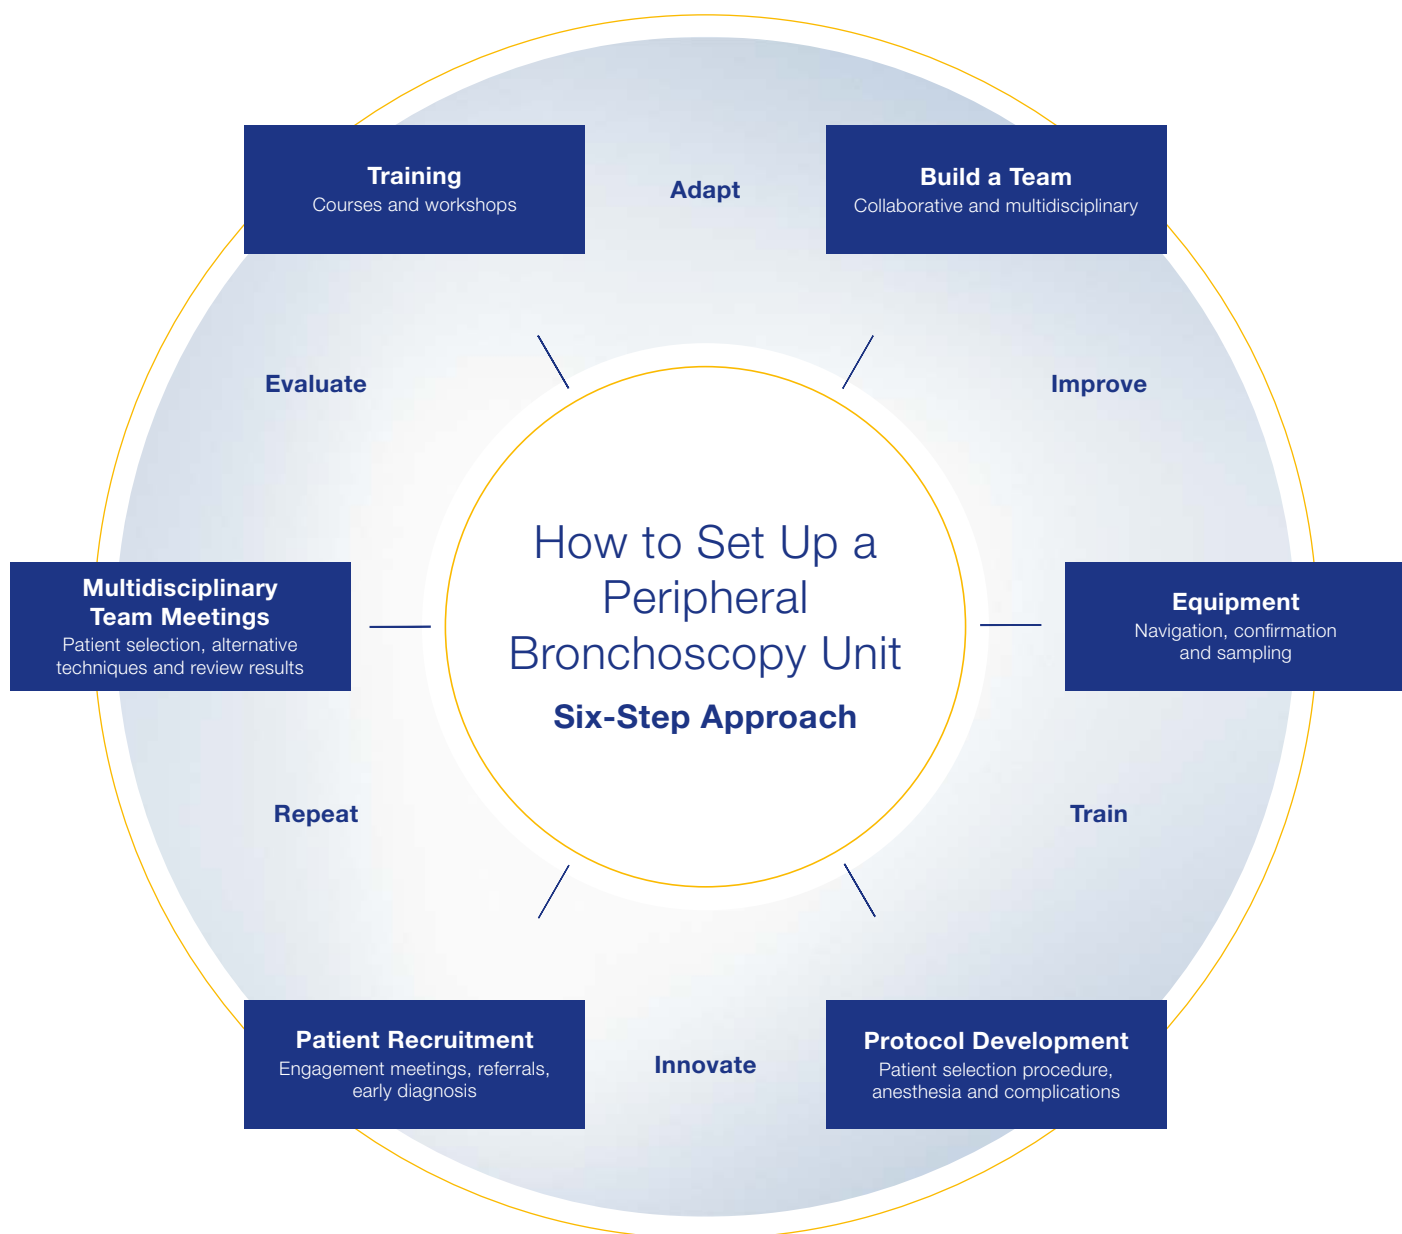 Training
Courses and workshops
Adapt
Build a Team
Collaborative and multidisciplinary
Evaluate
Improve
How to Set Up a
Peripheral
Bronchoscopy Unit
Six-Step Approach
Multidisciplinary
Team Meetings
Patient selection, alternative
techniques and review results
Equipment
Navigation, confirmation
and sampling
Repeat
Train
Patient Recruitment
Engagement meetings, referrals,
early diagnosis
Innovate
Protocol Development
Patient selection procedure,
anesthesia and complications